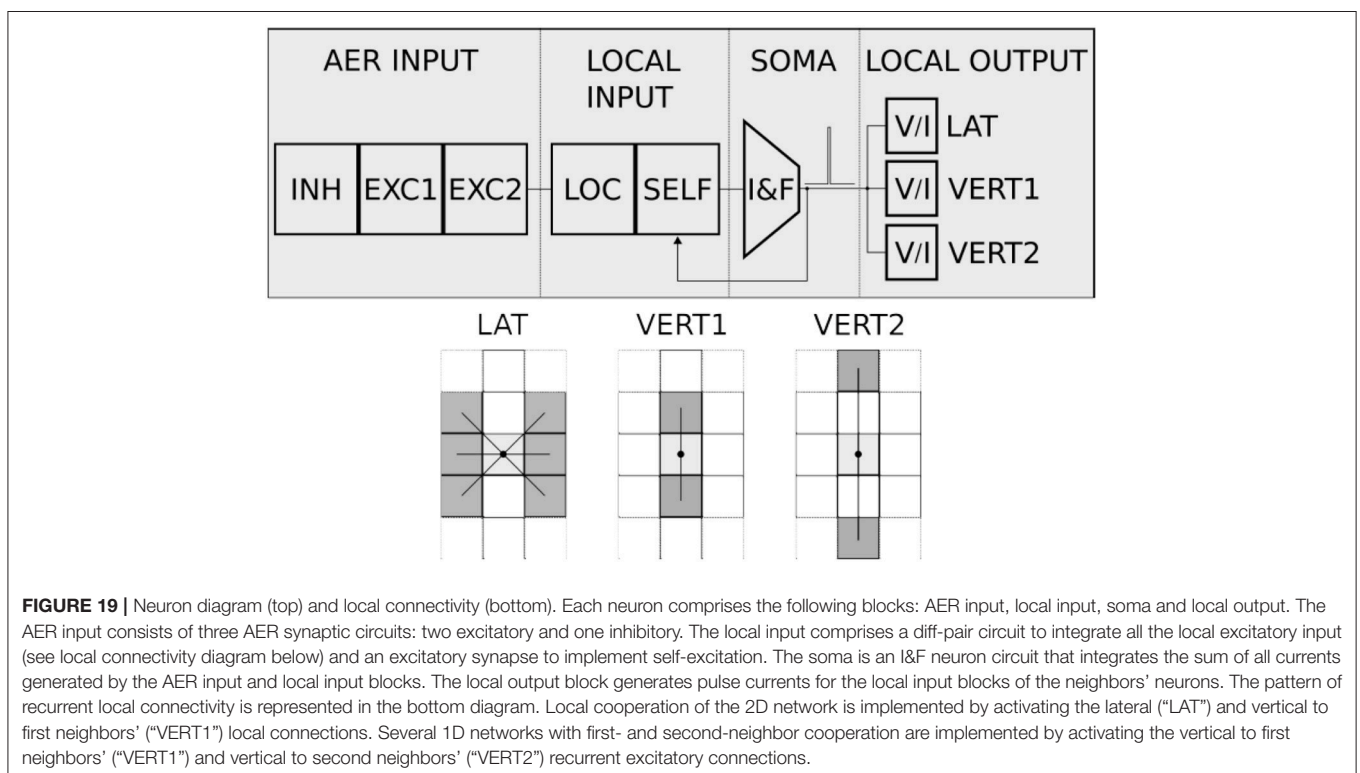 AER INPUT
LOCAL INPUT
SOMA
LOCAL OUTPUT
INH EXC1 EXC2 LOC SELF I&F
V/I LAT
V/I VERT1
V/I VERT2
LAT VERT1 VERT2
FIGURE 19 | Neuron diagram (top) and local connectivity (bottom). Each neuron comprises the following blocks: AER input, local input, soma and local output. The
AER input consists of three AER synaptic circuits: two excitatory and one inhibitory. The local input comprises a diff-pair circuit to integrate all the local excitatory input
(see local connectivity diagram below) and an excitatory synapse to implement self-excitation. The soma is an I&F neuron circuit that integrates the sum of all currents
generated by the AER input and local input blocks. The local output block generates pulse currents for the local input blocks of the neighbors’ neurons. The pattern of
recurrent local connectivity is represented in the bottom diagram. Local cooperation of the 2D network is implemented by activating the lateral (“LAT”) and vertical to
first neighbors’ (“VERT1”) local connections. Several 1D networks with first- and second-neighbor cooperation are implemented by activating the vertical to first
neighbors’ (“VERT1”) and vertical to second neighbors’ (“VERT2”) recurrent excitatory connections.